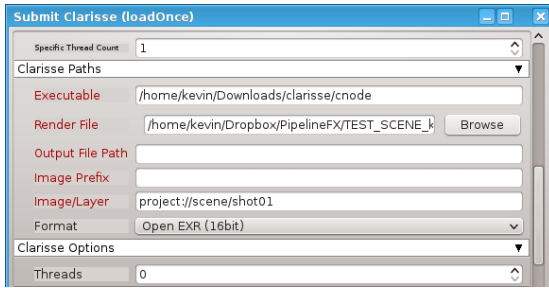 Submit Clarisse (loadOnce)
Specific Thread Count 1
Clarisse Paths
Executable /home/kevin/Downloads/clarisse/cnode
Render File /home/kevin/Dropbox/PipelineFX/TEST_SCENE_k Browse
Output File Path
Image Prefix
Image/Layer project://scene/shot01
Format Open EXR (16bit)
Clarisse Options
Threads 0